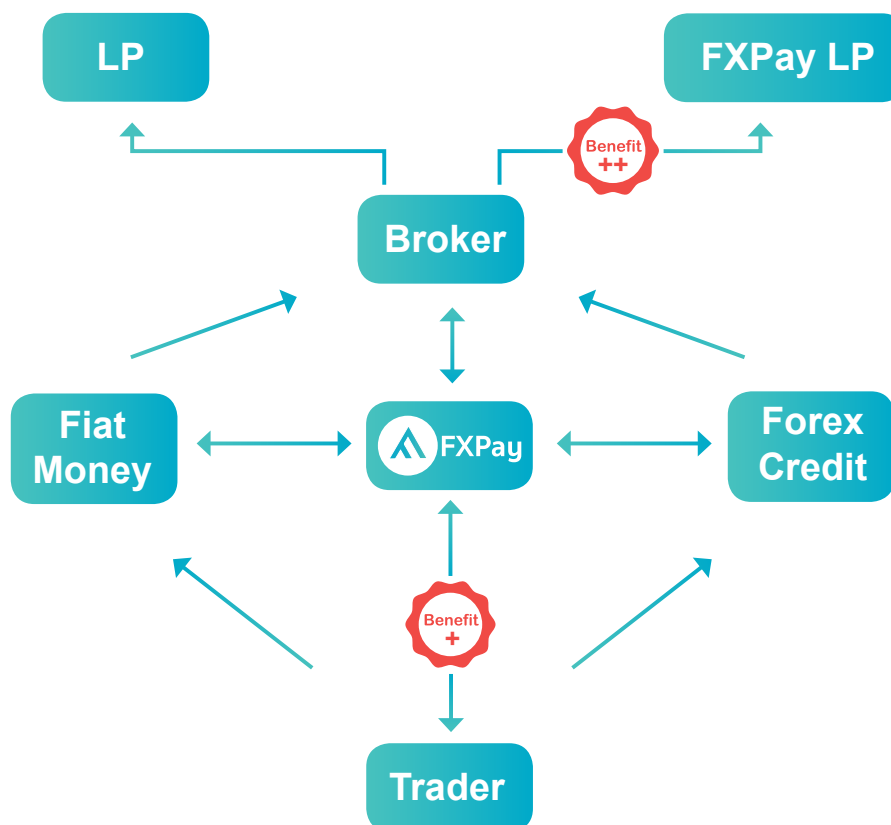 LP
FXPay LP
Benefit
++
Broker
Fiat
Money
FXPay
Forex
Credit
Benefit
+
Trader